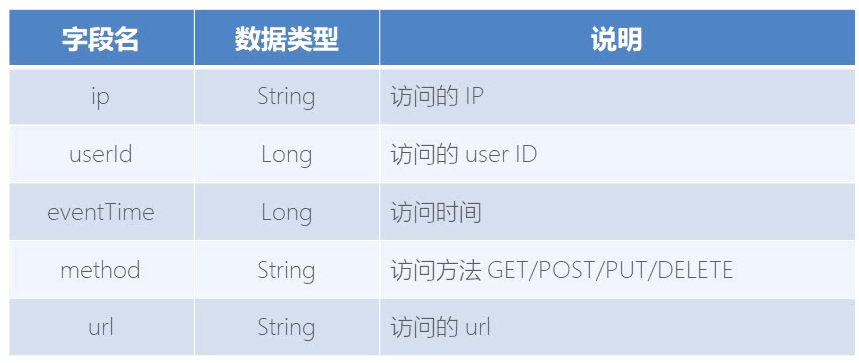 字段名 数据类型 说明
ip String 访问的 IP
userId Long 访问的 user ID
eventTime Long 访问时间
method String 访问方法 GET/POST/PUT/DELETE
url String 访问的 url